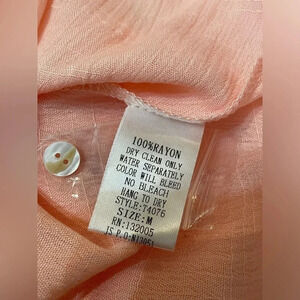 100%RAYON
DRY CLEAN ONLY
WATER SEPARATELY
COLOR WILL BLEED
NO BLEACH
HANG TO DRY
STYLE:T4076
SIZE:M
RN:132005